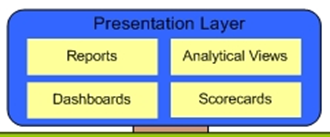 Presentation Layer
Reports
Analytical Views
Dashboards
Scorecards